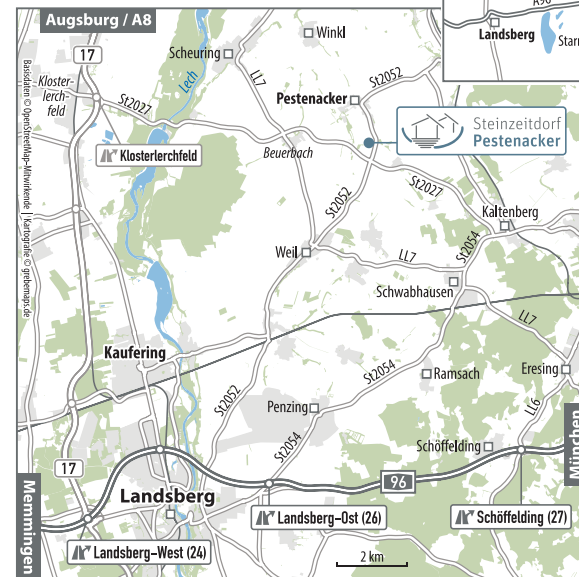 Augsburg / A8
17
Winkl
Scheuring
Lech
LL7
St2052
A96
Landsberg
Star
Kloster-
lerch-
feld
St2027
Pestenacker
Steinzeitdorf
Pestenacker
Klosterlerchfeld
Beuerbach
St2052
St2027
Basisdaten © OpenStreetMap-Mitwirkende | Kartografie © grebemaps.de
Kaltenberg
St2054
Weil
LL7
Schwabhausen
LL7
Kaufering
St2052
St2054
Ramsach
Eresing
LL6
Penzing
St2054
Schöffelding
München
17
96
Memmingen
Landsberg
Landsberg-Ost (26)
Schöffelding (27)
Landsberg-West (24)
2 km